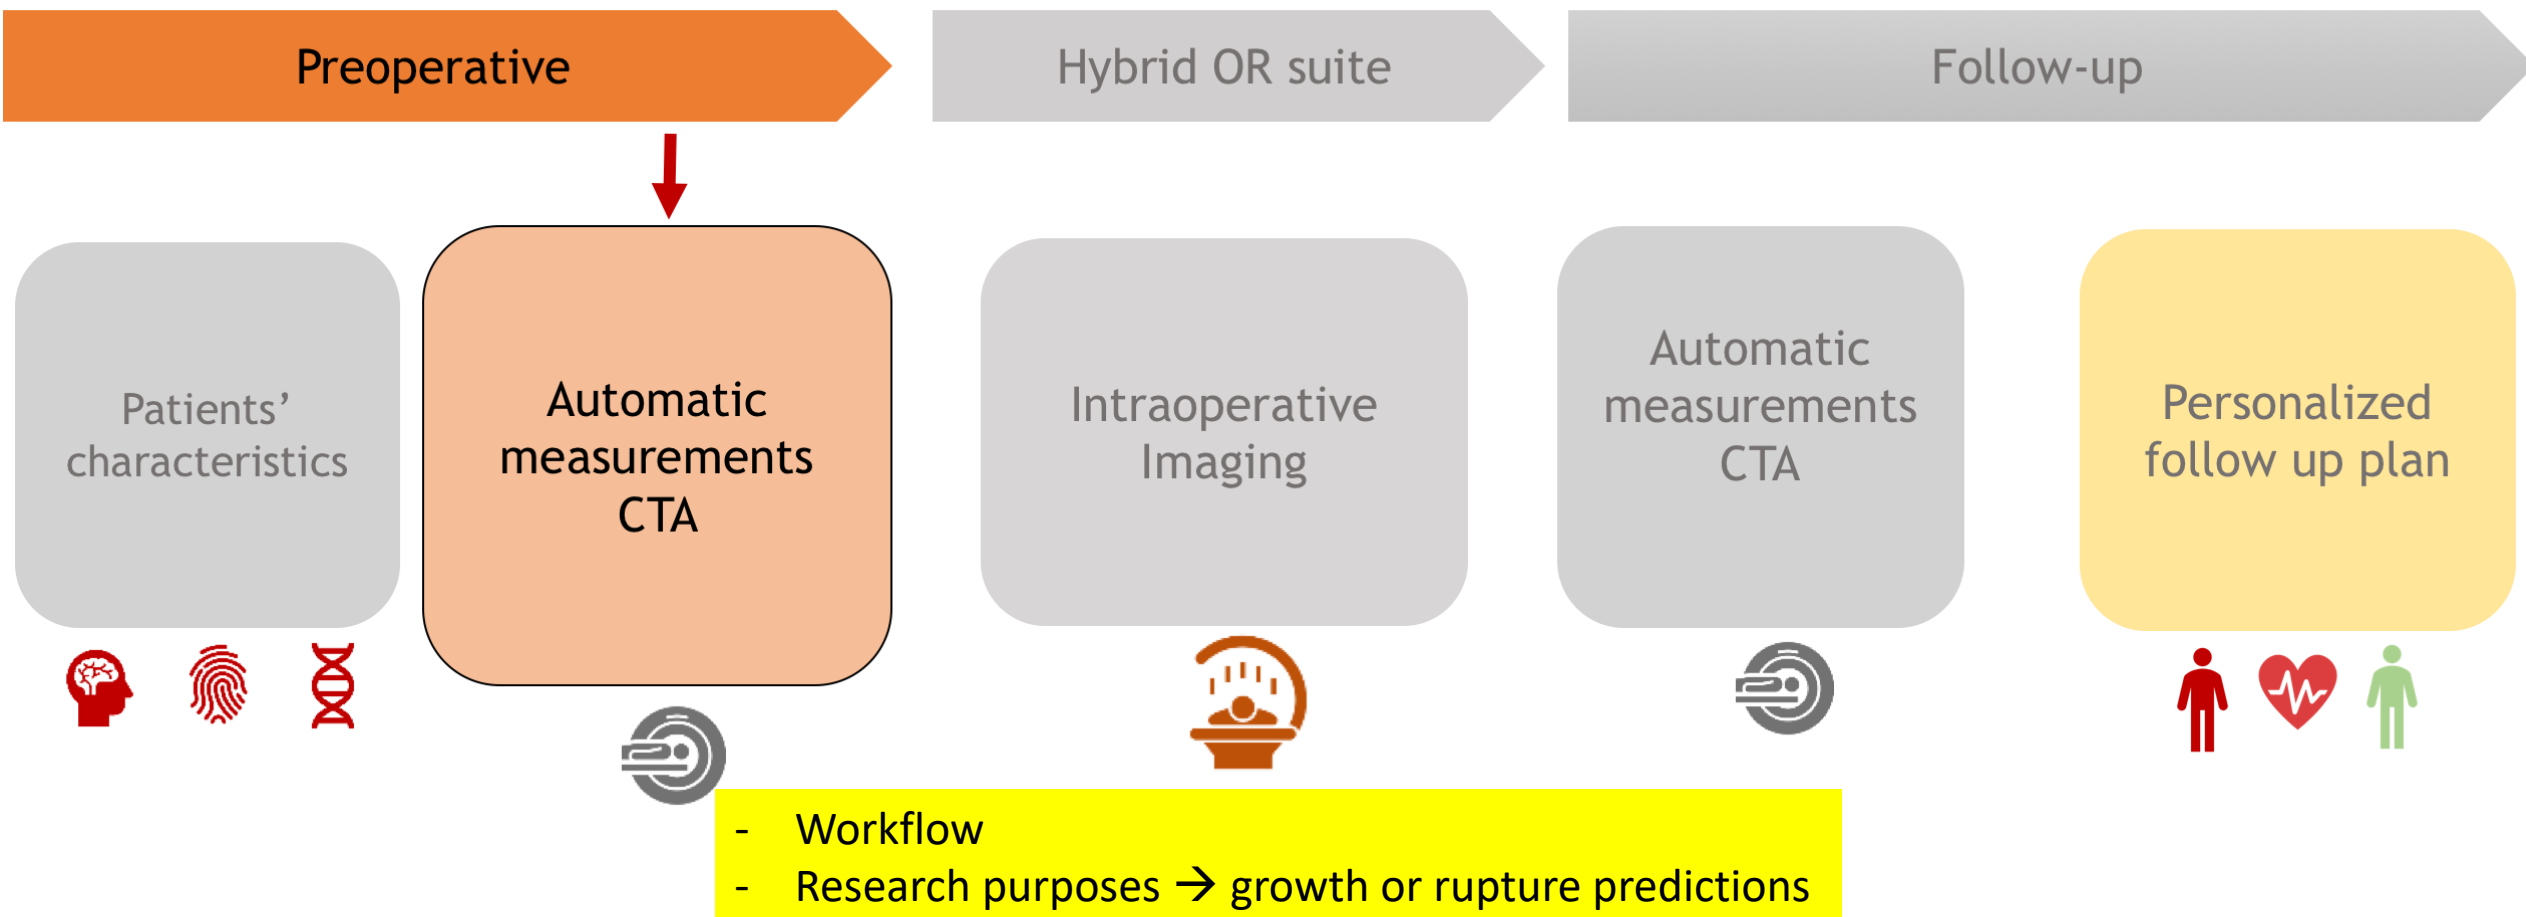 Preoperative
Hybrid OR suite
Follow-up
Patients’
characteristics
Automatic
measurements
CTA
Intraoperative
Imaging
Automatic
measurements
CTA
Personalized
follow up plan
- Workflow
- Research purposes → growth or rupture predictions